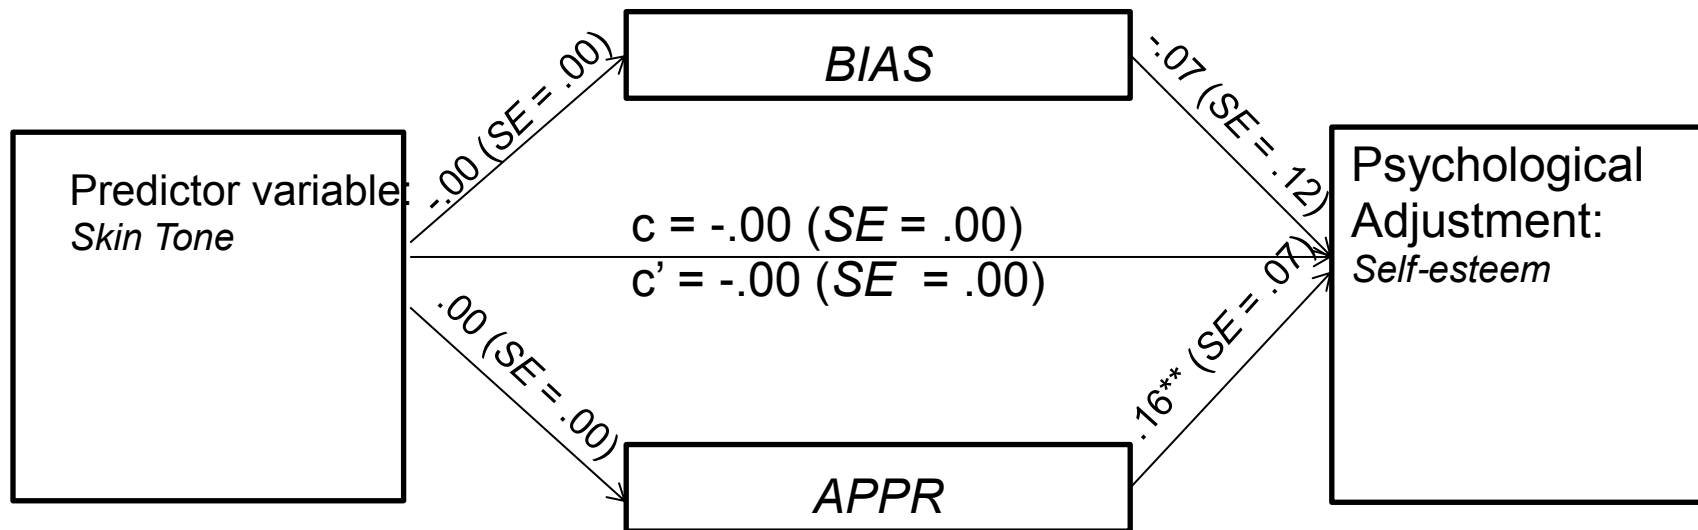 BIAS
-.00 (SE = .00)
-.07 (SE = .12)
Predictor variable:
Skin Tone
c = -.00 (SE = .00)
c’ = -.00 (SE = .00)
Psychological
Adjustment:
Self-esteem
.00 (SE = .00)
.16** (SE = .07)
APPR